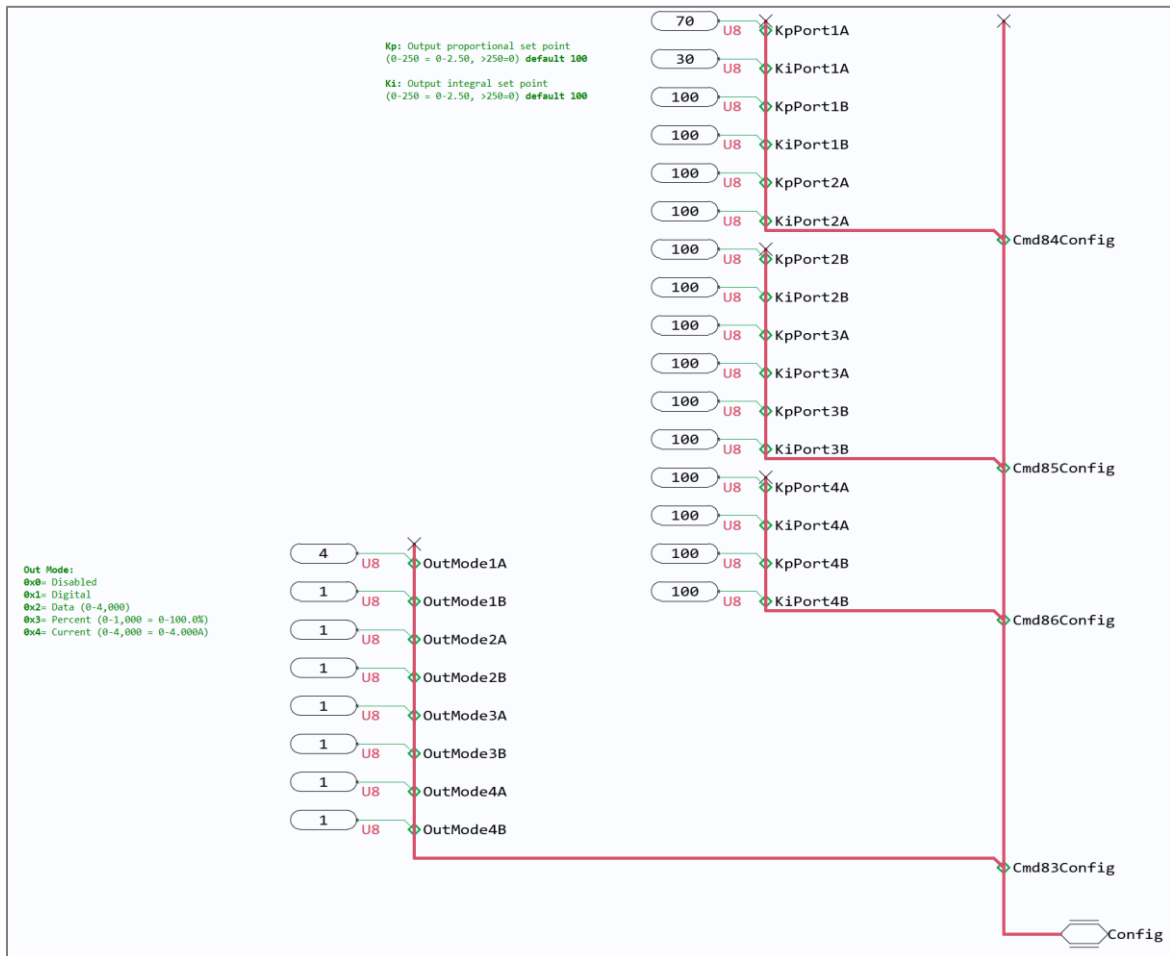 70
U8
KpPort1A
Kp: Output proportional set point
(0-250 = 0-2.50, >250=0) default 100
30
U8
KiPort1A
Ki: Output integral set point
(0-250 = 0-2.50, >250=0) default 100
100
U8
KpPort1B
100
U8
KiPort1B
100
U8
KpPort2A
100
U8
KiPort2A
Cmd84Config
100
U8
KpPort2B
100
U8
KiPort2B
100
U8
KpPort3A
100
U8
KiPort3A
100
U8
KpPort3B
100
U8
KiPort3B
Cmd85Config
100
U8
KpPort4A
100
U8
KiPort4A
100
U8
KpPort4B
100
U8
KiPort4B
Cmd86Config
Out Mode:
0x0= Disabled
0x1= Digital
0x2= Data (0-4,000)
0x3= Percent (0-1,000 = 0-100.0%)
0x4= Current (0-4,000 = 0-4.000A)
4
U8
OutMode1A
1
U8
OutMode1B
1
U8
OutMode2A
1
U8
OutMode2B
1
U8
OutMode3A
1
U8
OutMode3B
1
U8
OutMode4A
1
U8
OutMode4B
Cmd83Config
Config